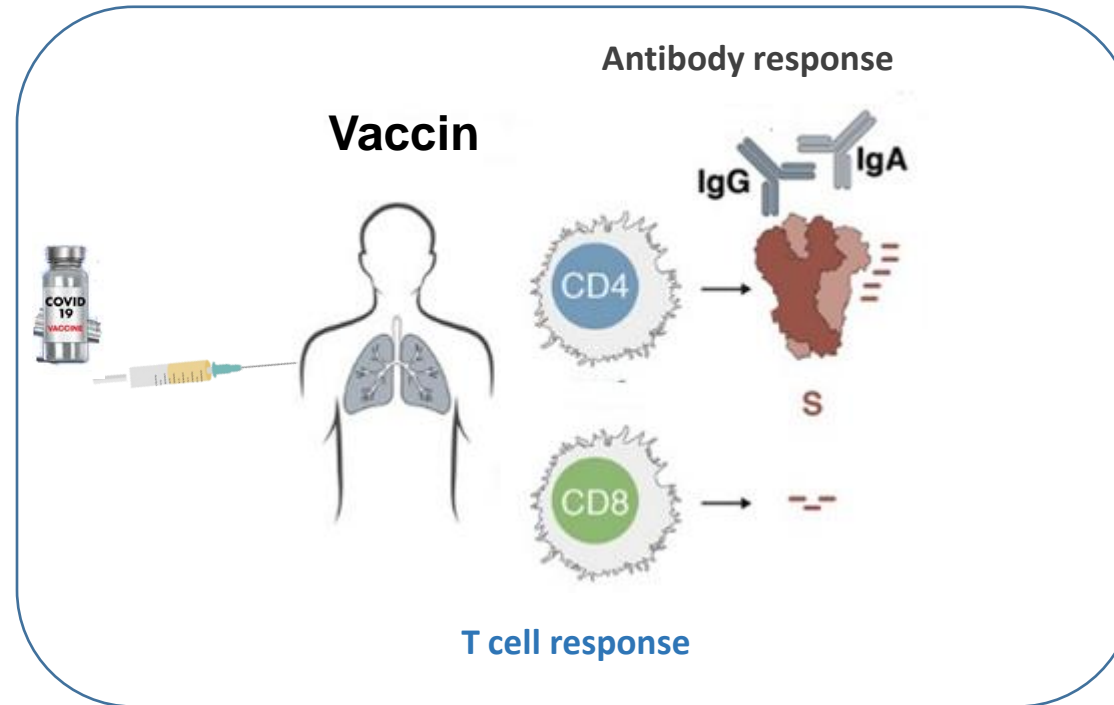 Antibody response
Vaccin
IgG
IgA
COVID
19
VACCINE
CD4
S
CD8
T cell response